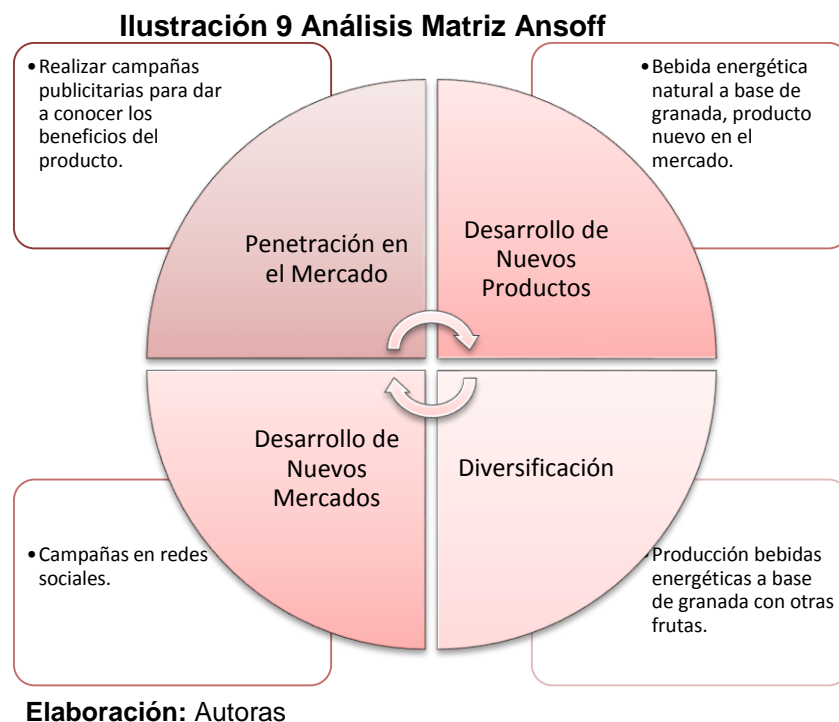 Ilustración 9 Análisis Matriz Ansoff
•Realizar campañas
publicitarias para dar
a conocer los
beneficios del
producto.
•Bebida energética
natural a base de
granada, producto
nuevo en el
mercado.
Penetración en
el Mercado
Desarrollo de
Nuevos
Productos
Desarrollo de
Nuevos
Mercados
Diversificación
•Campañas en redes
sociales.
•Producción bebidas
energéticas a base
de granada con otras
frutas.
Elaboración: Autoras